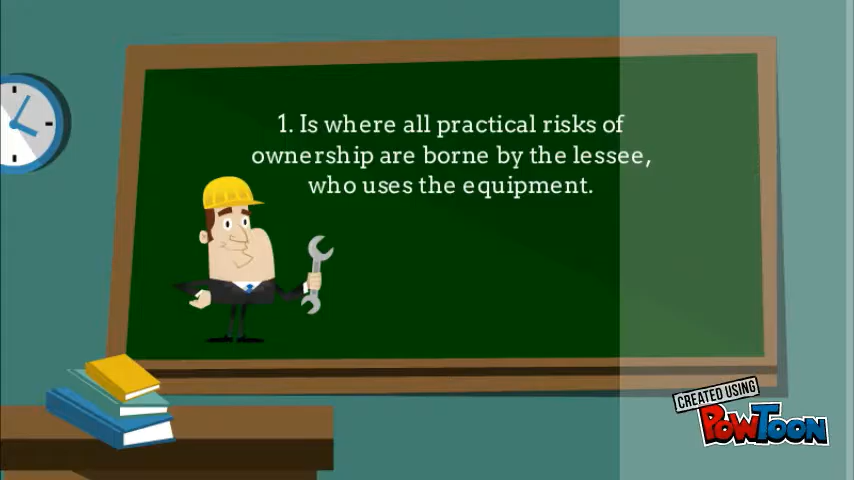 1. Is where all practical risks of
ownership are borne by the lessee,
who uses the equipment.
CREATED USING
POWTOON